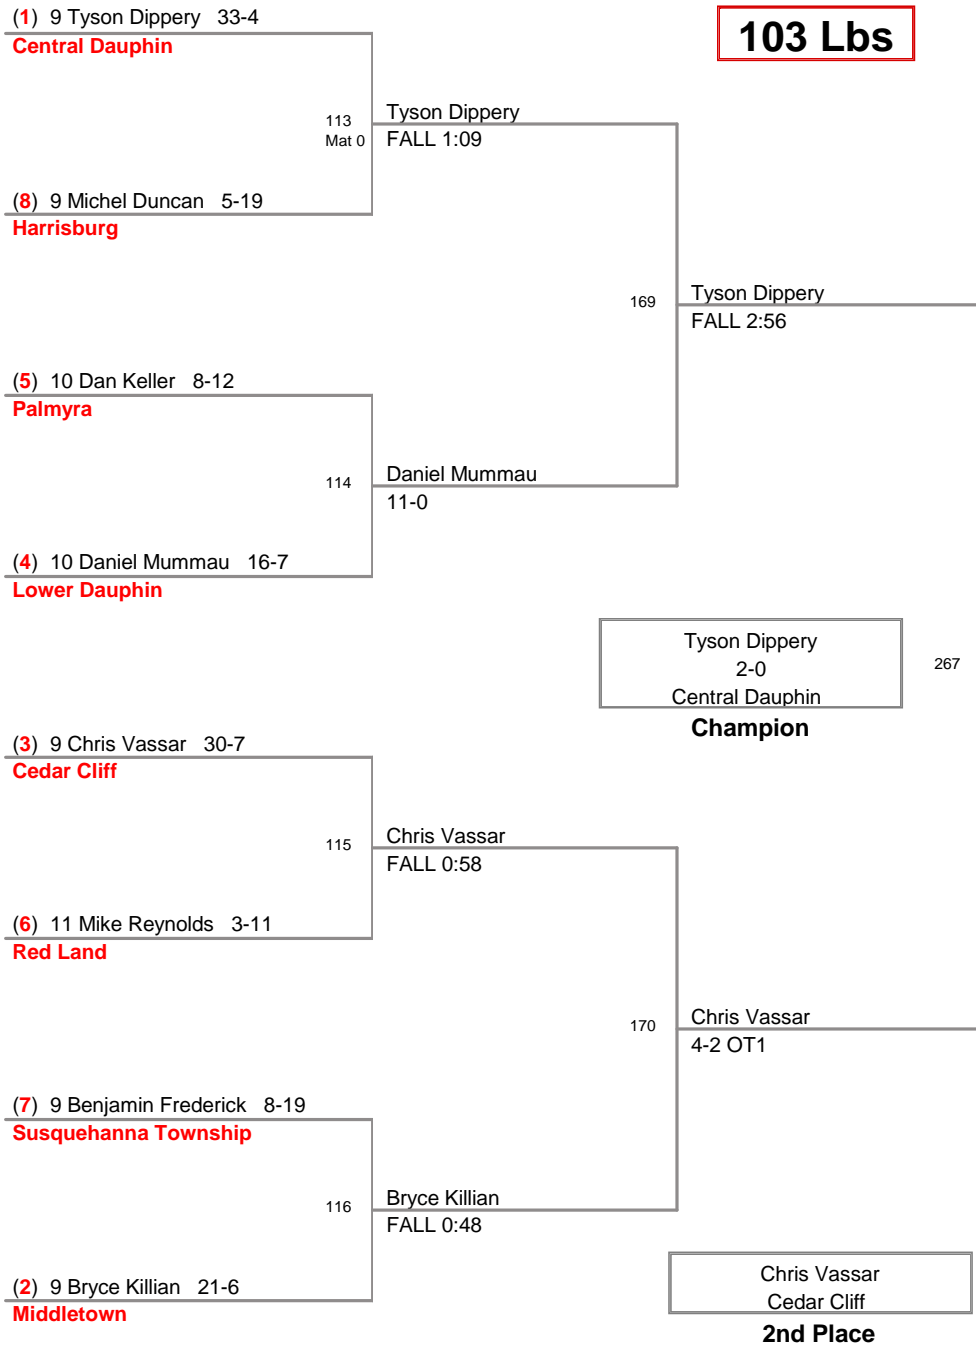 (1) 9 Tyson Dippery 33-4
Central Dauphin
103 Lbs
113
Mat 0
Tyson Dippery
FALL 1:09
(8) 9 Michel Duncan 5-19
Harrisburg
169
Tyson Dippery
FALL 2:56
(5) 10 Dan Keller 8-12
Palmyra
114
Daniel Mummau
11-0
(4) 10 Daniel Mummau 16-7
Lower Dauphin
Tyson Dippery
2-0
Central Dauphin
267
Champion
(3) 9 Chris Vassar 30-7
Cedar Cliff
115
Chris Vassar
FALL 0:58
(6) 11 Mike Reynolds 3-11
Red Land
170
Chris Vassar
4-2 OT1
(7) 9 Benjamin Frederick 8-19
Susquehanna Township
116
Bryce Killian
FALL 0:48
(2) 9 Bryce Killian 21-6
Middletown
Chris Vassar
Cedar Cliff
2nd Place